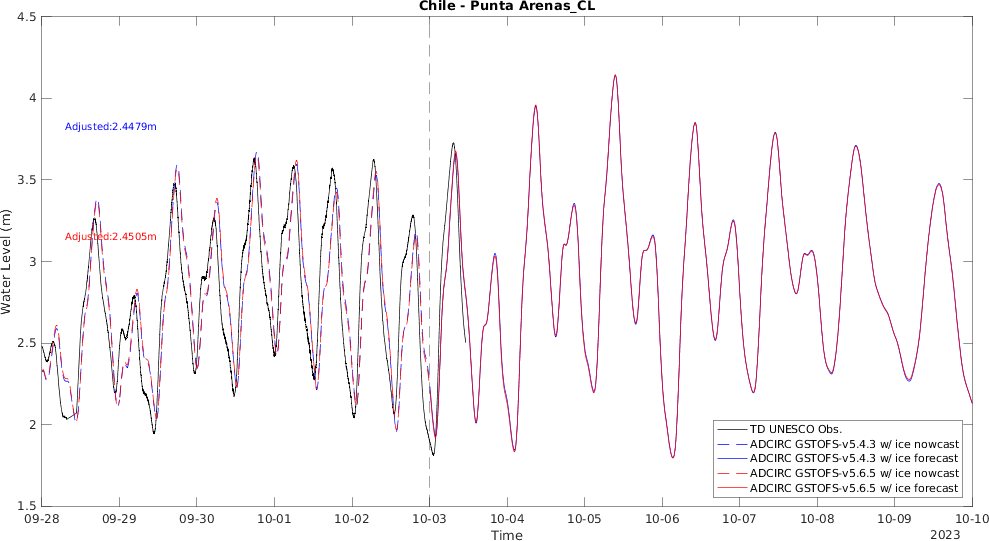 Chile - Punta Arenas_CL
4.5
4
3.5
3
2.5
2
1.5
Water Level (m)
Adjusted:2.4479m
Adjusted:2.4505m
TD UNESCO Obs.
ADCIRC GSTOFS-v5.4.3 w/ ice nowcast
ADCIRC GSTOFS-v5.4.3 w/ ice forecast
ADCIRC GSTOFS-v5.6.5 w/ ice nowcast
ADCIRC GSTOFS-v5.6.5 w/ ice forecast
09-28 09-29 09-30 10-01 10-02 10-03 10-04 10-05 10-06 10-07 10-08 10-09 10-10
Time
2023